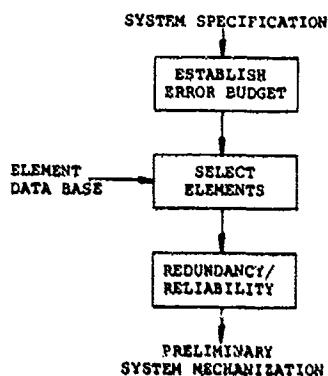 SYSTEM SPECIFICATION
ESTABLISH
ERROR BUDGET
ELEMENT
DATA BASE
SELECT
ELEMENTS
REDUNDANCY/
RELIABILITY
PRELIMINARY
SYSTEM MECHANIZATION